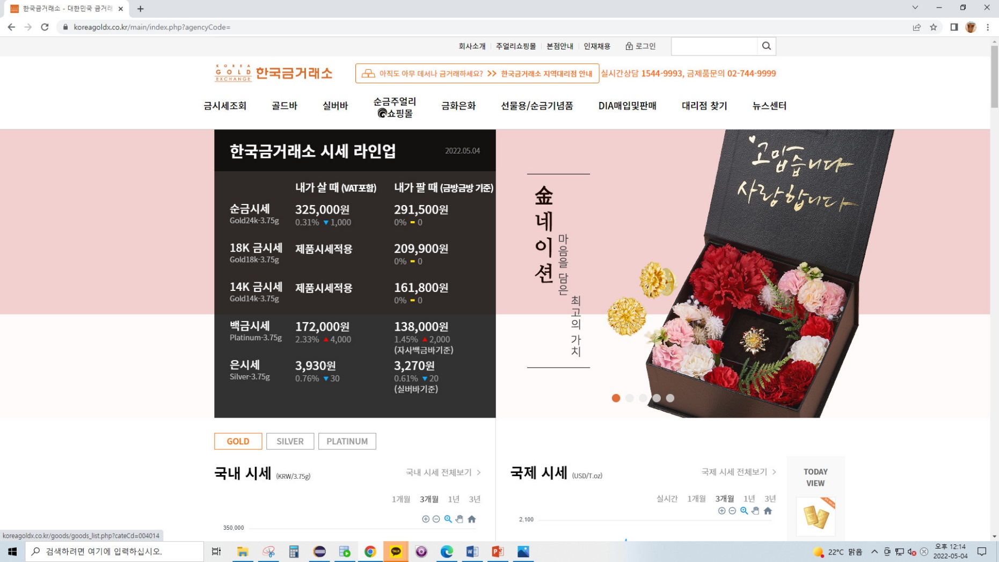 한국금거래소 - 대한민국 금거래
koreagoldx.co.kr/main/index.php?agencyCode=
회사소개 주얼리쇼핑몰 본점안내 인재채용 로그인
KOREA GOLD EXCHANGE 한국금거래소
아직도 아무 데서나 금거래하세요? >> 한국금거래소 지역대리점 안내
실시간상담 1544-9993, 금제품문의 02-744-9999
금시세조회 골드바 실버바 순금주얼리 쇼핑몰 금화은화 선물용/순금기념품 DIA매입및판매 대리점 찾기 뉴스센터
한국금거래소 시세 라인업 2022.05.04
내가 살 때 (VAT포함) 내가 팔 때 (금방금방 기준)
순금시세 325,000원 291,500원
Gold24k-3.75g 0.31% ▼ 1,000 0% 0
18K 금시세 제품시세적용 209,900원
Gold18k-3.75g 0% 0
14K 금시세 제품시세적용 161,800원
Gold14k-3.75g 0% 0
백금시세 172,000원 138,000원
Platinum-3.75g 2.33% ▲ 4,000 1.45% ▲ 2,000
(자사백금바기준)
은시세 3,930원 3,270원
Silver-3.75g 0.76% ▼ 30 0.61% ▼ 20
(실버바기준)
金네이션
마음을 담은
최고의 가치
고맙습니다
사랑합니다
GOLD SILVER PLATINUM
국내 시세 (KRW/3.75g) 국내 시세 전체보기 >
1개월 3개월 1년 3년
350,000
국제 시세 (USD/T.oz) 국제 시세 전체보기 >
실시간 1개월 3개월 1년 3년
2,100
TODAY
VIEW
koreagoldx.co.kr/goods/goods_list.php?cateCd=004014
검색하려면 여기에 입력하십시오.
TALK
22°C 맑음
오후 12:14
2022-05-04